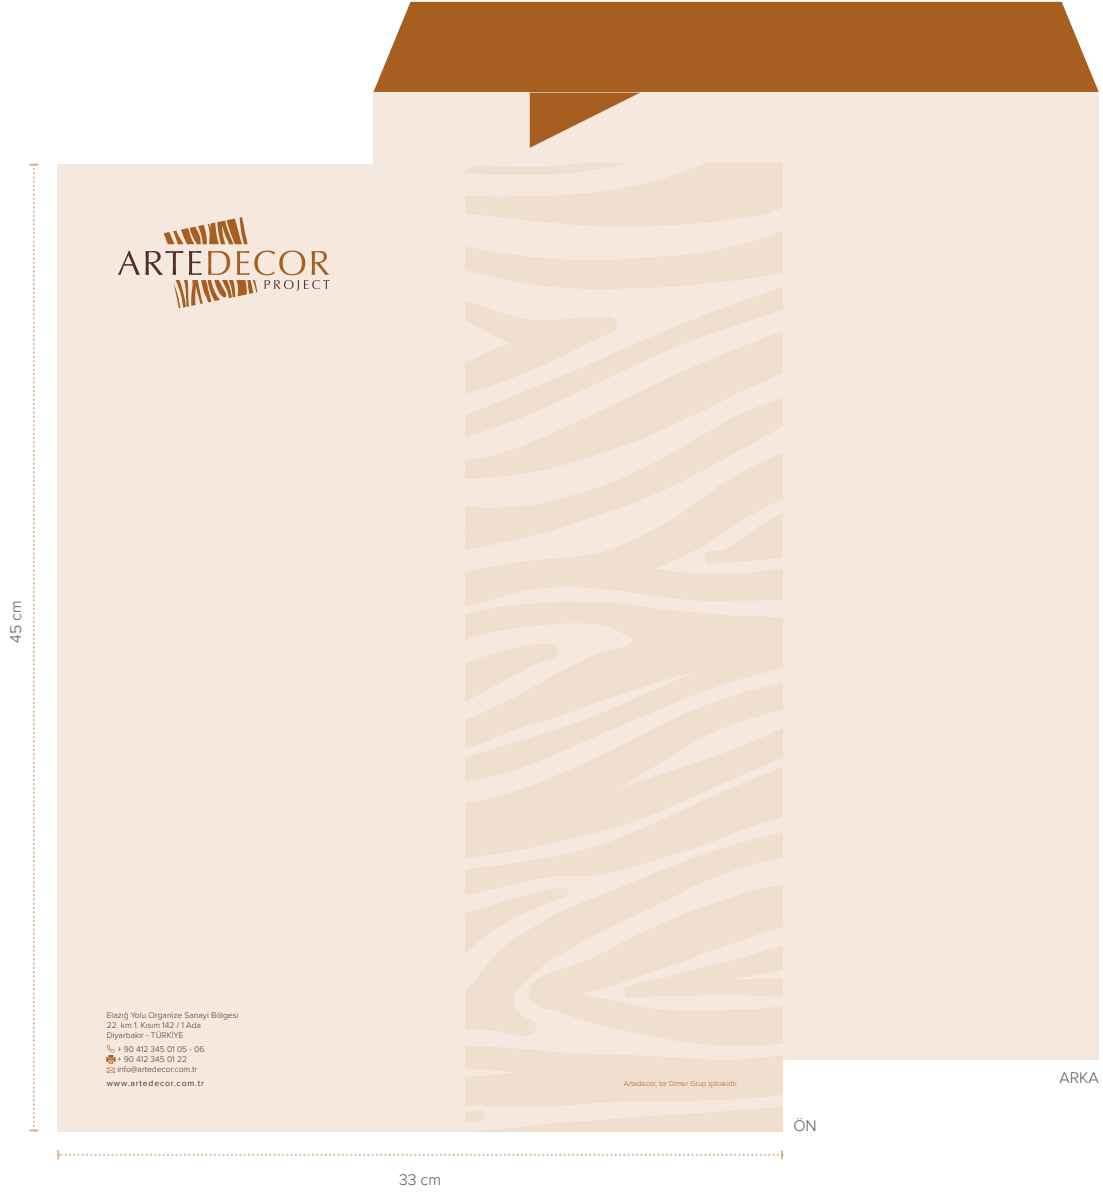 ARTEDECOR
PROJECT
45 cm
Elazığ Yolu Organize Sanayi Bölgesi
22. km 1. Kısım 142 / 1 Ada
Diyarbakır - TÜRKİYE
+ 90 412 345 01 05 - 06
+ 90 412 345 01 22
info@artedecor.com.tr
www.artedecor.com.tr
Artedecor, bir Dimer Grup iştirakidir.
ARKA
ÖN
33 cm